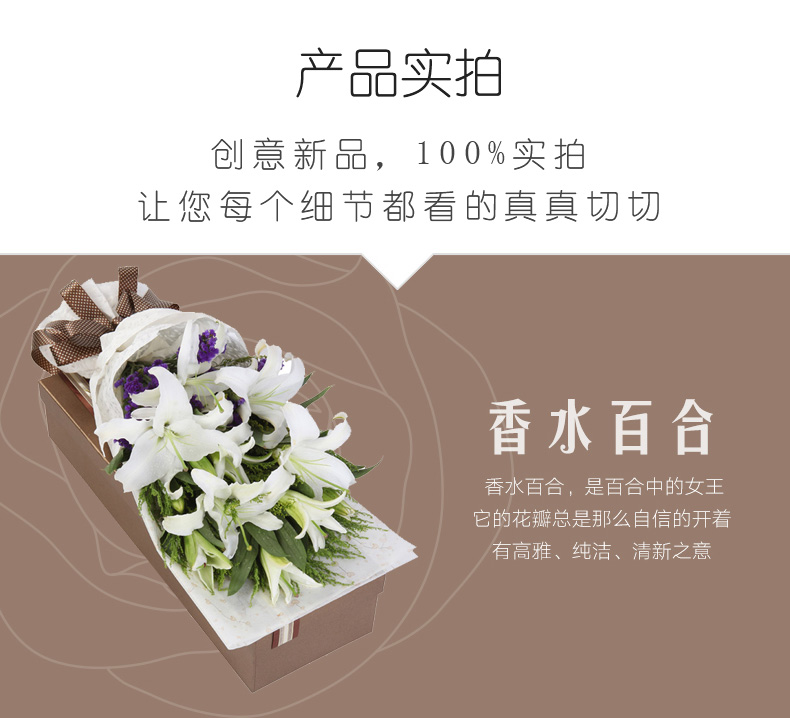 产品实拍
创意新品，100%实拍
让您每个细节都看的真真切切
香水百合
香水百合，是百合中的女王
它的花瓣总是那么自信的开着
有高雅、纯洁、清新之意